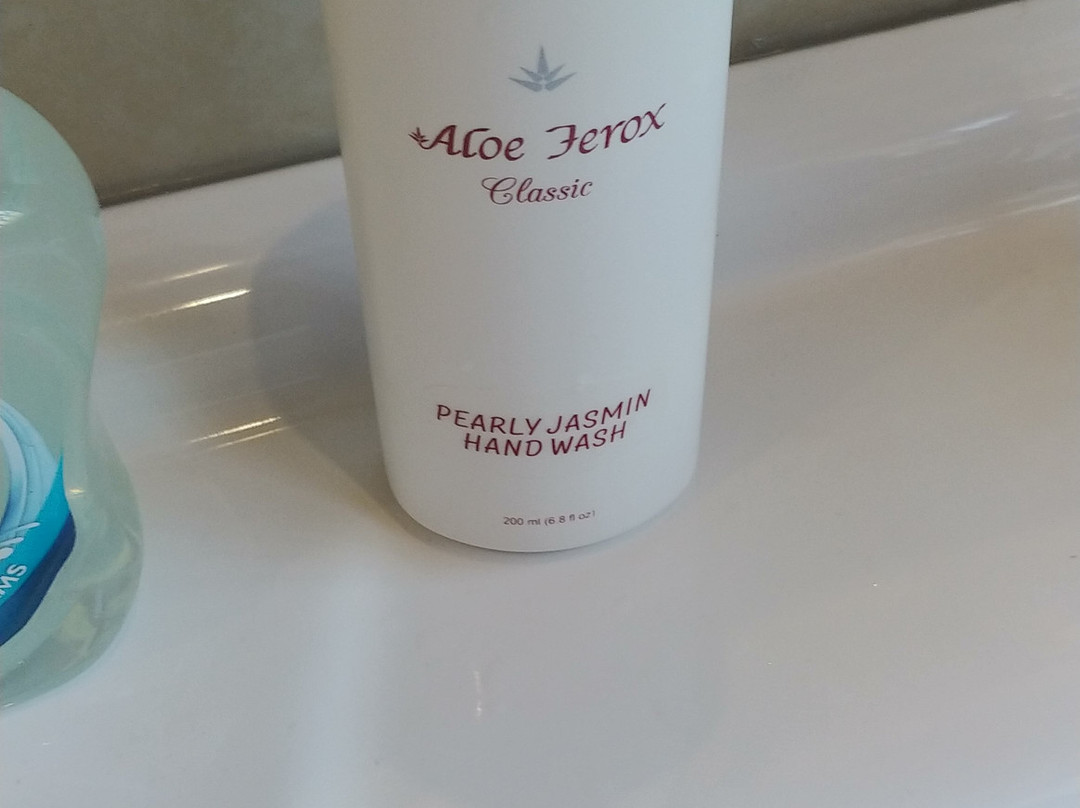 Aloe Ferox
Classic
PEARLY JASMIN
HAND WASH
200 ml (6.8 fl oz)